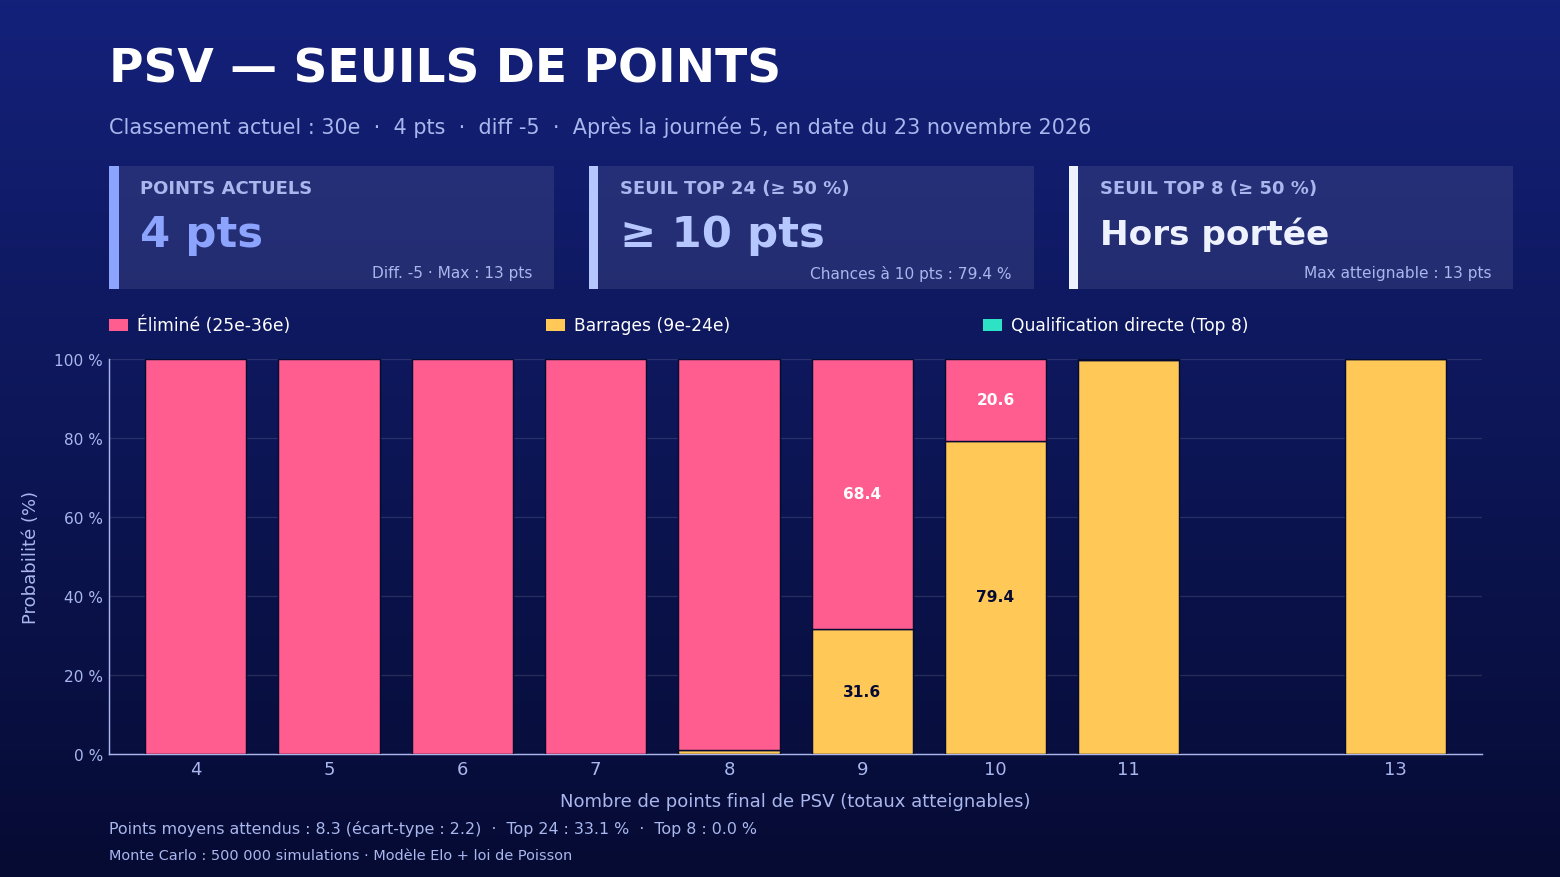 PSV — SEUILS DE POINTS
Classement actuel : 30e · 4 pts · diff -5 · Après la journée 5, en date du 23 novembre 2026
POINTS ACTUELS
4 pts
Diff. -5 · Max : 13 pts
SEUIL TOP 24 (≥ 50 %)
≥ 10 pts
Chances à 10 pts : 79.4 %
SEUIL TOP 8 (≥ 50 %)
Hors portée
Max atteignable : 13 pts
Éliminé (25e-36e)
Barrages (9e-24e)
Qualification directe (Top 8)
Probabilité (%)
100 %
80 %
60 %
40 %
20 %
0 %
68.4
31.6
20.6
79.4
4 5 6 7 8 9 10 11 13
Nombre de points final de PSV (totaux atteignables)
Points moyens attendus : 8.3 (écart-type : 2.2) · Top 24 : 33.1 % · Top 8 : 0.0 %
Monte Carlo : 500 000 simulations · Modèle Elo + loi de Poisson